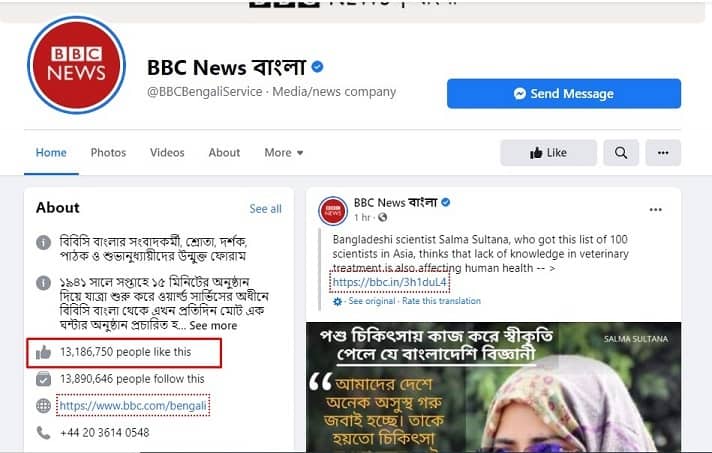 BBC NEWS
BBC News বাংলা
@BBCBengaliService · Media/news company
Send Message
Home Photos Videos About More
Like
About See all
বিবিসি বাংলার সংবাদকর্মী, শ্রোতা, দর্শক,
পাঠক ও শুভানুধ্যায়ীদের উন্মুক্ত ফোরাম
১৯৪১ সালে সপ্তাহে ১৫ মিনিটের অনুষ্ঠান
দিয়ে যাত্রা শুরু করে ওয়ার্ল্ড সার্ভিসের অধীনে
বিবিসি বাংলা থেকে এখন প্রতিদিন মোট এক
ঘন্টার অনুষ্ঠান প্রচারিত হ... See more
13,186,750 people like this
13,890,646 people follow this
https://www.bbc.com/bengali
+44 20 3614 0548
BBC NEWS
BBC News বাংলা
1 hr ·
Bangladeshi scientist Salma Sultana, who got this list of 100
scientists in Asia, thinks that lack of knowledge in veterinary
treatment is also affecting human health -- >
https://bbc.in/3h1duL4
· See original · Rate this translation
পশু চিকিৎসায় কাজ করে স্বীকৃতি
পেলে যে বাংলাদেশি বিজ্ঞানী
SALMA SULTANA
“আমাদের দেশে
অনেক অসুস্থ গরু
জবাই হচ্ছে। তাকে
হয়তো চিকিৎসা